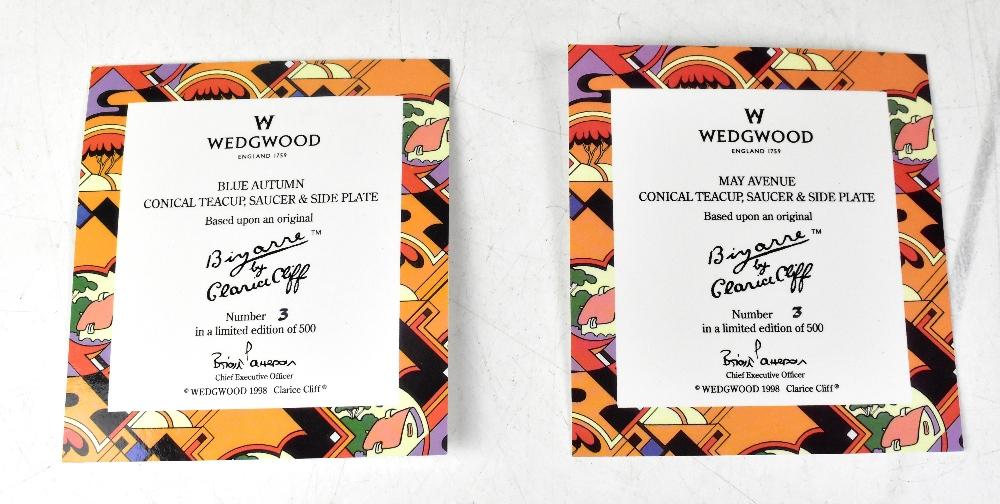 W
WEDGWOOD
ENGLAND 1759
BLUE AUTUMN
CONICAL TEACUP, SAUCER & SIDE PLATE
Based upon an original
Bizarre™
by
Clarice Cliff
Number 3
in a limited edition of 500
Chief Executive Officer
© WEDGWOOD 1998 Clarice Cliff®
W
WEDGWOOD
ENGLAND 1759
MAY AVENUE
CONICAL TEACUP, SAUCER & SIDE PLATE
Based upon an original
Bizarre™
by
Clarice Cliff
Number 3
in a limited edition of 500
Chief Executive Officer
© WEDGWOOD 1998 Clarice Cliff®